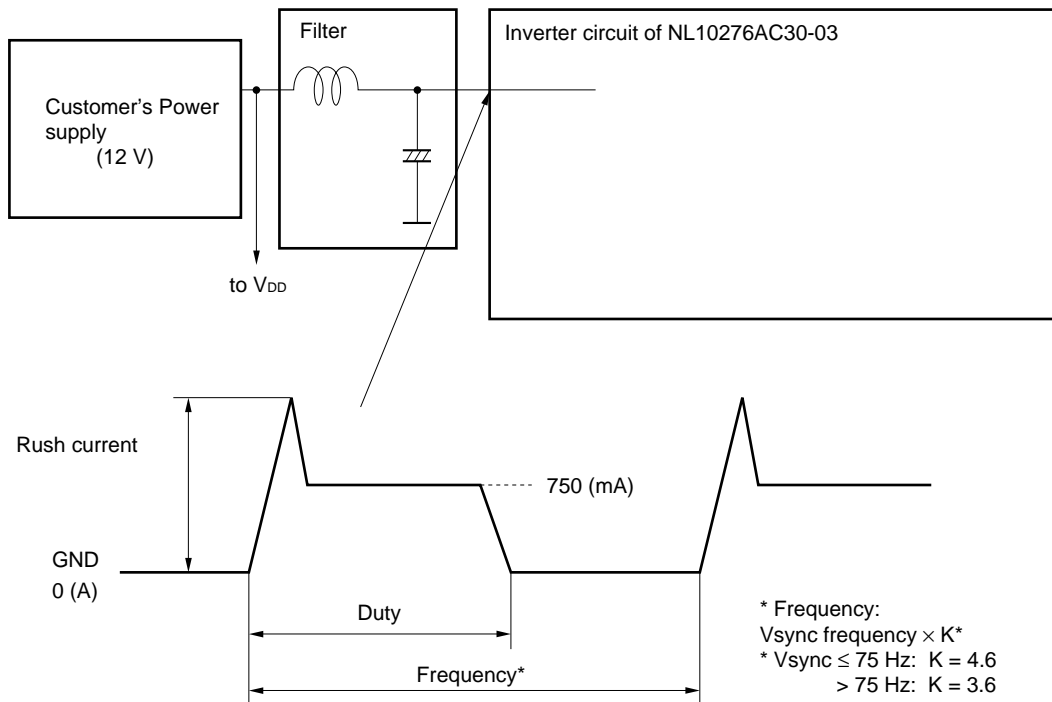 Filter
Inverter circuit of NL10276AC30-03
Customer's Power
supply
(12 V)
to VDD
Rush current
750 (mA)
GND
0 (A)
Duty
Frequency*
* Frequency:
Vsync frequency × K*
* Vsync ≤ 75 Hz: K = 4.6
> 75 Hz: K = 3.6